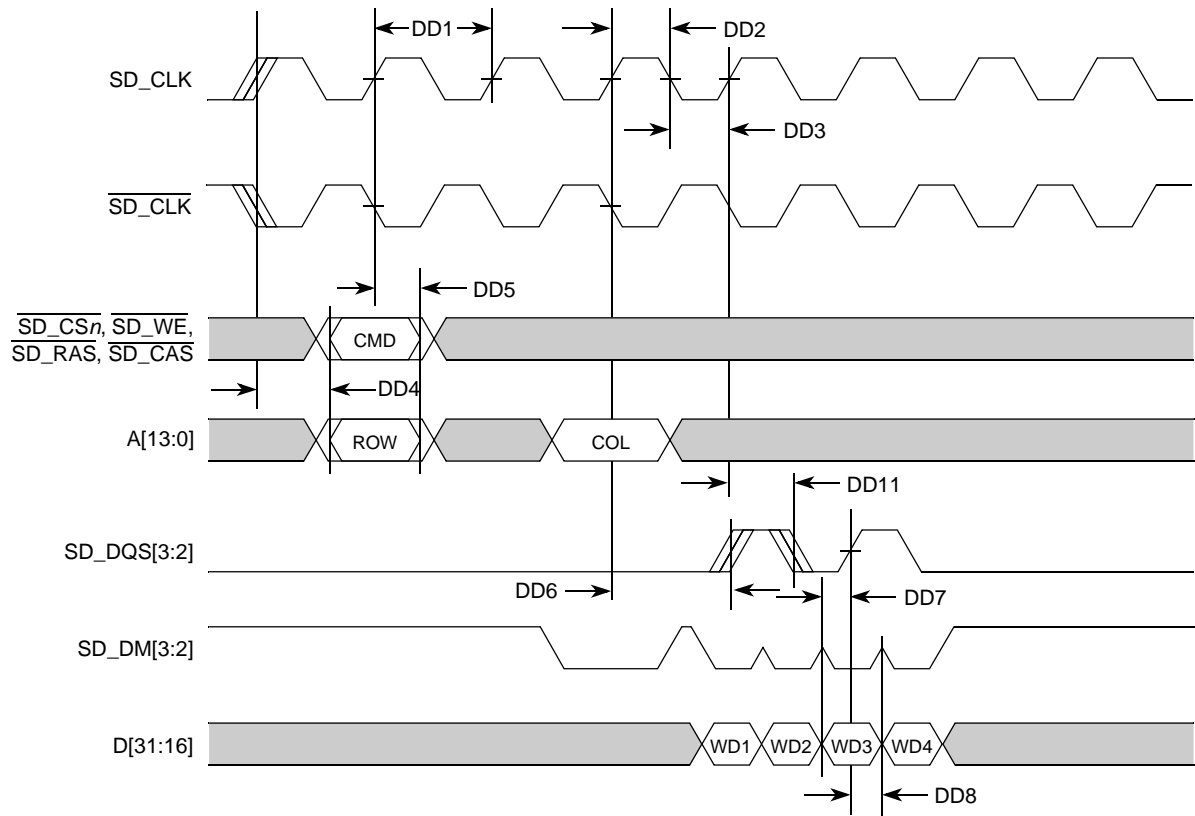 DD1
DD2
SD_CLK
DD3
SD_CLK
DD5
SD_CSn, SD_WE,
SD_RAS, SD_CAS
CMD
DD4
A[13:0]
ROW
COL
DD11
SD_DQS[3:2]
DD6
DD7
SD_DM[3:2]
D[31:16]
WD1
WD2
WD3
WD4
DD8